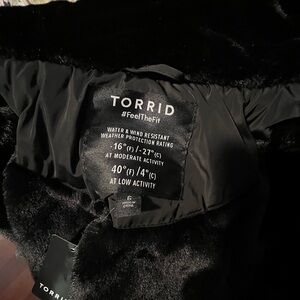 TORRID
#FeelTheFit
WATER & WIND RESISTANT
WEATHER PROTECTION RATING
-16°(F)/-27°(C)
AT MODERATE ACTIVITY
40°(F)/4°(C)
AT LOW ACTIVITY
6
TORRID